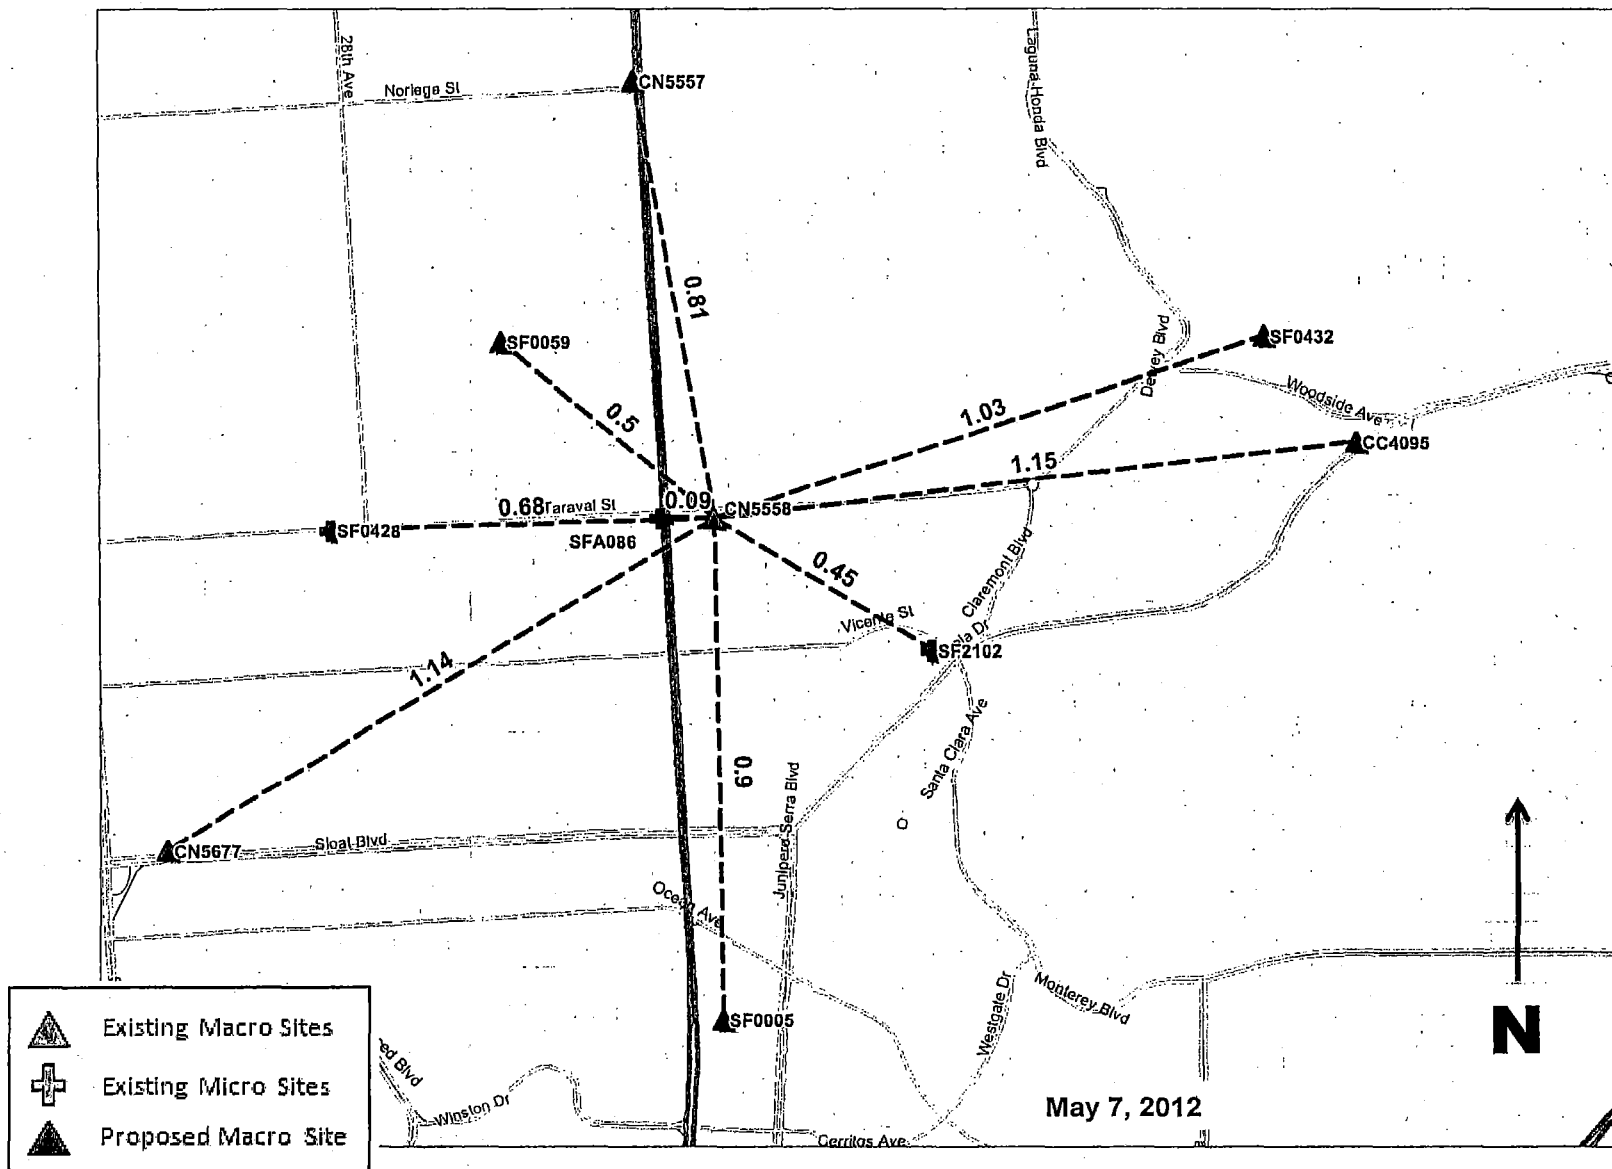 28th Ave
Noriega St
CN5557
Laguna Honda Blvd
0.81
SF0059
0.5
Dewey Blvd
SF0432
Woodside Ave
1.03
CC4095
1.15
0.68
Taraval St
0.09
CN5558
SF0428
SFA086
0.45
Claremont Blvd
Vicente St
SF2102
1.14
Santa Clara Ave
0.9
Junipero Serra Blvd
Sloat Blvd
CN5677
Ocean Ave
Westgate Dr
Monterey Blvd
SF0005
N
Existing Macro Sites
Existing Micro Sites
Proposed Macro Site
Blvd
Winston Dr
May 7, 2012
Cerritos Ave